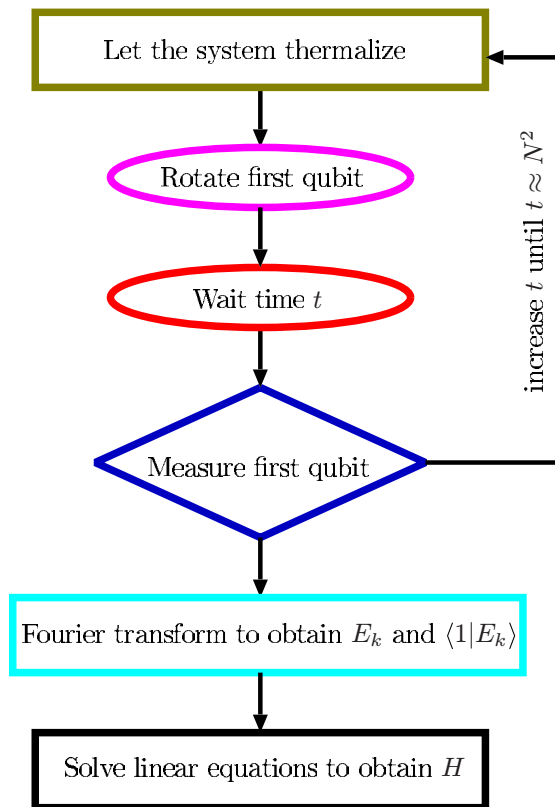 Let the system thermalize
Rotate first qubit
Wait time t
increase t until t ≈ N²
Measure first qubit
Fourier transform to obtain E_k and ⟨1|E_k⟩
Solve linear equations to obtain H